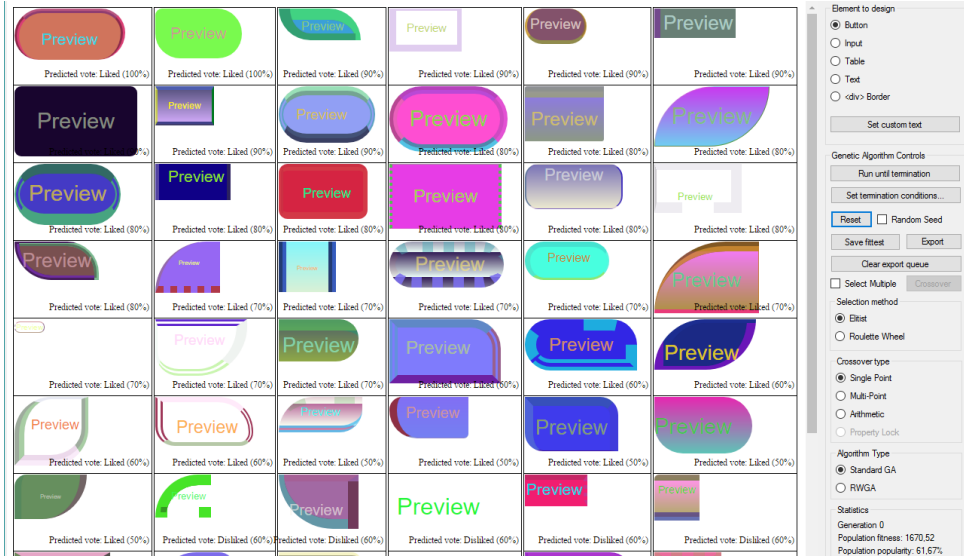 Preview Preview Preview Preview Preview Preview
Predicted vote: Liked (100%) Predicted vote: Liked (100%) Predicted vote: Liked (90%) Predicted vote: Liked (90%) Predicted vote: Liked (90%) Predicted vote: Liked (90%)
Preview Preview Preview Preview Preview Preview
Predicted vote: Liked (90%) Predicted vote: Liked (90%) Predicted vote: Liked (80%) Predicted vote: Liked (80%) Predicted vote: Liked (80%)
Preview Preview Preview Preview Preview Preview
Predicted vote: Liked (80%) Predicted vote: Liked (80%) Predicted vote: Liked (80%) Predicted vote: Liked (80%) Predicted vote: Liked (80%) Predicted vote: Liked (80%)
Preview Preview Preview Preview Preview Preview
Predicted vote: Liked (80%) Predicted vote: Liked (70%) Predicted vote: Liked (70%) Predicted vote: Liked (70%) Predicted vote: Liked (70%) Predicted vote: Liked (70%)
Preview Preview Preview Preview Preview
Predicted vote: Liked (70%) Predicted vote: Liked (70%) Predicted vote: Liked (70%) Predicted vote: Liked (60%) Predicted vote: Liked (60%) Predicted vote: Liked (60%)
Preview Preview Preview Preview Preview Preview
Predicted vote: Liked (60%) Predicted vote: Liked (60%) Predicted vote: Liked (50%) Predicted vote: Liked (50%) Predicted vote: Liked (50%) Predicted vote: Liked (50%)
Preview Preview Preview Preview Preview Preview
Predicted vote: Liked (50%) Predicted vote: Disliked (60%) Predicted vote: Disliked (60%) Predicted vote: Disliked (60%) Predicted vote: Disliked (60%) Predicted vote: Disliked (60%)
Element to design
Button
Input
Table
Text
<div> Border
Set custom text
Genetic Algorithm Controls
Run until termination
Set termination conditions...
Reset Random Seed
Save fittest Export
Clear export queue
Select Multiple Crossover
Selection method
Elitist
Roulette Wheel
Crossover type
Single Point
Multi-Point
Arithmetic
Property Lock
Algorithm Type
Standard GA
RWGA
Statistics
Generation 0
Population fitness: 1670,52
Population popularity: 61,67%